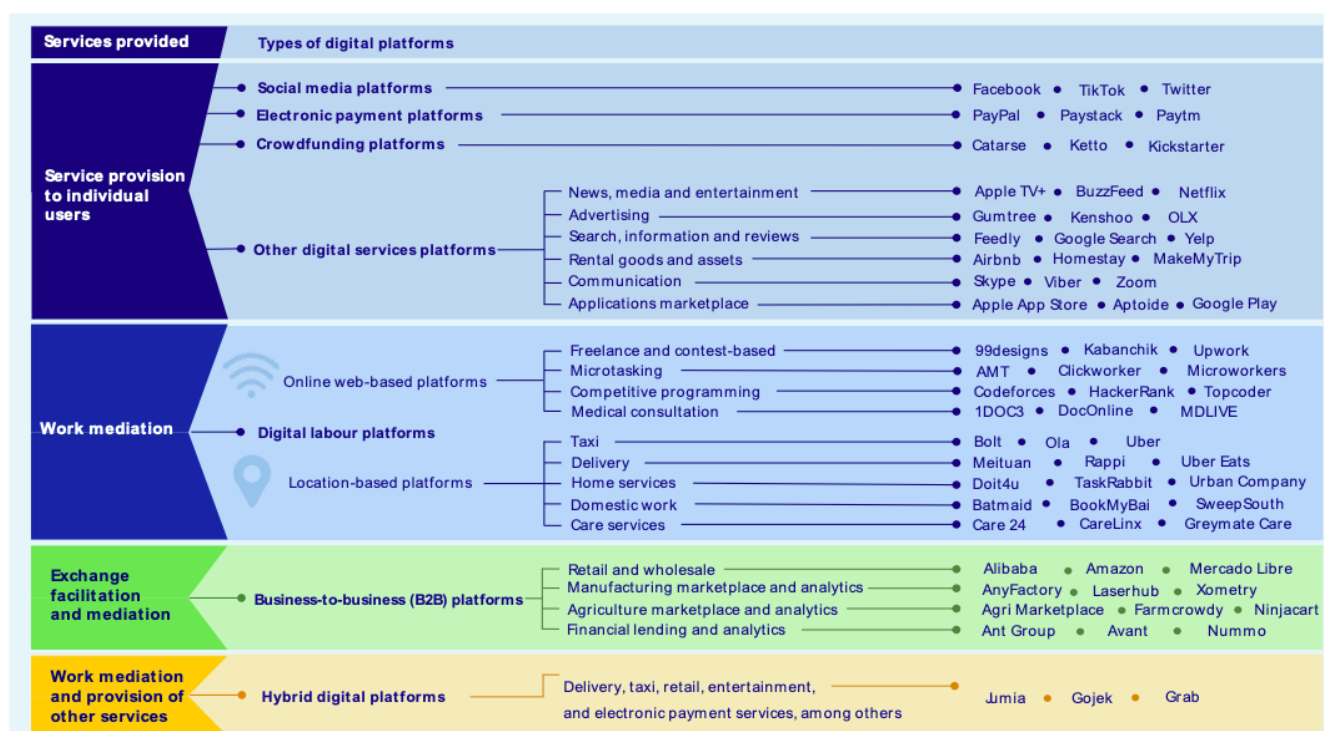 Services provided
Types of digital platforms
Service provision
to individual
users
Social media platforms
Facebook • TikTok • Twitter
Electronic payment platforms
PayPal • Paystack • Paytm
Crowdfunding platforms
Catarse • Ketto • Kickstarter
Other digital services platforms
News, media and entertainment
Apple TV+ • BuzzFeed • Netflix
Advertising
Gumtree • Kenshoo • OLX
Search, information and reviews
Feedly • Google Search • Yelp
Rental goods and assets
Airbnb • Homestay • MakeMyTrip
Communication
Skype • Viber • Zoom
Applications marketplace
Apple App Store • Aptoide • Google Play
Work mediation
Digital labour platforms
Online web-based platforms
Freelance and contest-based
99designs • Kabanchik • Upwork
Microtasking
AMT • Clickworker • Microworkers
Competitive programming
Codeforces • HackerRank • Topcoder
Medical consultation
1DOC3 • DocOnline • MDLIVE
Location-based platforms
Taxi
Bolt • Ola • Uber
Delivery
Meituan • Rappi • Uber Eats
Home services
Doit4u • TaskRabbit • Urban Company
Domestic work
Batmaid • BookMyBai • SweepSouth
Care services
Care 24 • CareLinx • Greymate Care
Exchange
facilitation
and mediation
Business-to-business (B2B) platforms
Retail and wholesale
Alibaba • Amazon • Mercado Libre
Manufacturing marketplace and analytics
AnyFactory • Laserhub • Xometry
Agriculture marketplace and analytics
Agri Marketplace • Farmcrowdy • Ninjacart
Financial lending and analytics
Ant Group • Avant • Nummo
Work mediation
and provision of
other services
Hybrid digital platforms
Delivery, taxi, retail, entertainment,
and electronic payment services, among others
Jumia • Gojek • Grab